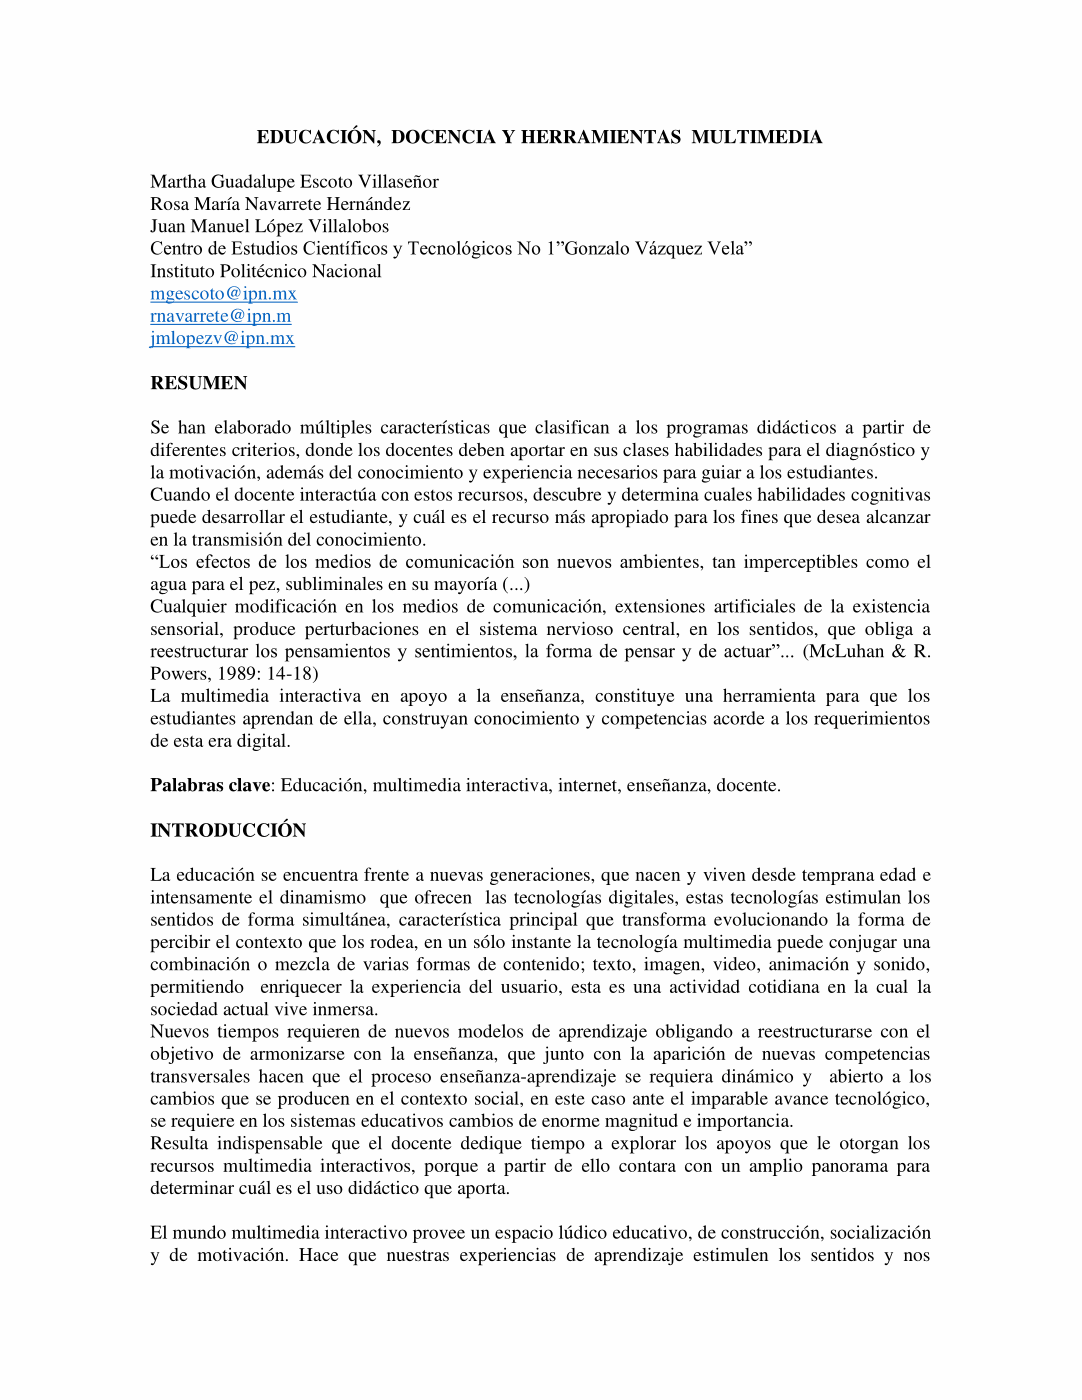 EDUCACIÓN, DOCENCIA Y HERRAMIENTAS MULTIMEDIA
Martha Guadalupe Escoto Villaseñor
Rosa María Navarrete Hernández
Juan Manuel López Villalobos
Centro de Estudios Científicos y Tecnológicos No 1”Gonzalo Vázquez Vela”
Instituto Politécnico Nacional
mgescoto@ipn.mx
rnavarrete@ipn.m
jmlopezv@ipn.mx
RESUMEN
Se han elaborado múltiples características que clasifican a los programas didácticos a partir de
diferentes criterios, donde los docentes deben aportar en sus clases habilidades para el diagnóstico y
la motivación, además del conocimiento y experiencia necesarios para guiar a los estudiantes.
Cuando el docente interactúa con estos recursos, descubre y determina cuales habilidades cognitivas
puede desarrollar el estudiante, y cuál es el recurso más apropiado para los fines que desea alcanzar
en la transmisión del conocimiento.
“Los efectos de los medios de comunicación son nuevos ambientes, tan imperceptibles como el
agua para el pez, subliminales en su mayoría (...)
Cualquier modificación en los medios de comunicación, extensiones artificiales de la existencia
sensorial, produce perturbaciones en el sistema nervioso central, en los sentidos, que obliga a
reestructurar los pensamientos y sentimientos, la forma de pensar y de actuar”... (McLuhan & R.
Powers, 1989: 14-18)
La multimedia interactiva en apoyo a la enseñanza, constituye una herramienta para que los
estudiantes aprendan de ella, construyan conocimiento y competencias acorde a los requerimientos
de esta era digital.
Palabras clave: Educación, multimedia interactiva, internet, enseñanza, docente.
INTRODUCCIÓN
La educación se encuentra frente a nuevas generaciones, que nacen y viven desde temprana edad e
intensamente el dinamismo que ofrecen las tecnologías digitales, estas tecnologías estimulan los
sentidos de forma simultánea, característica principal que transforma evolucionando la forma de
percibir el contexto que los rodea, en un sólo instante la tecnología multimedia puede conjugar una
combinación o mezcla de varias formas de contenido; texto, imagen, video, animación y sonido,
permitiendo enriquecer la experiencia del usuario, esta es una actividad cotidiana en la cual la
sociedad actual vive inmersa.
Nuevos tiempos requieren de nuevos modelos de aprendizaje obligando a reestructurarse con el
objetivo de armonizarse con la enseñanza, que junto con la aparición de nuevas competencias
transversales hacen que el proceso enseñanza-aprendizaje se requiera dinámico y abierto a los
cambios que se producen en el contexto social, en este caso ante el imparable avance tecnológico,
se requiere en los sistemas educativos cambios de enorme magnitud e importancia.
Resulta indispensable que el docente dedique tiempo a explorar los apoyos que le otorgan los
recursos multimedia interactivos, porque a partir de ello contara con un amplio panorama para
determinar cuál es el uso didáctico que aporta.
El mundo multimedia interactivo provee un espacio lúdico educativo, de construcción, socialización
y de motivación. Hace que nuestras experiencias de aprendizaje estimulen los sentidos y nos